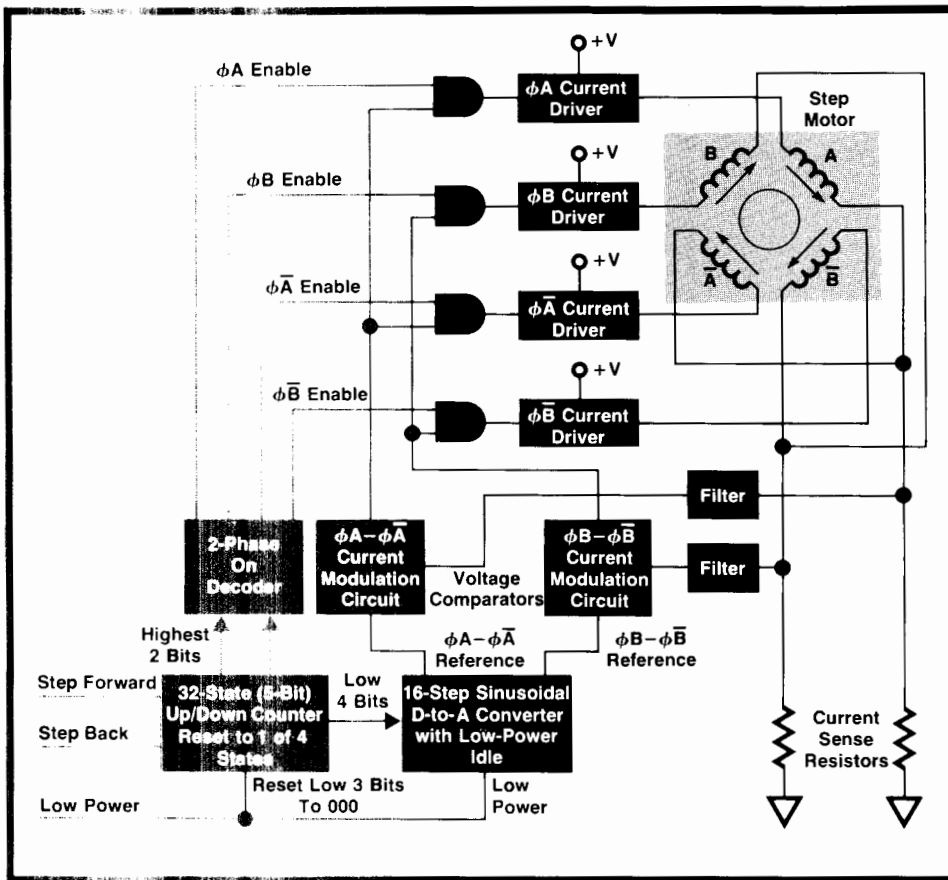 +V
φA Enable
φA Current
Driver
Step
Motor
B
A
+V
φB Enable
φB Current
Driver
+V
φA̅ Enable
φA̅ Current
Driver
A̅
B̅
+V
φB̅ Enable
φB̅ Current
Driver
Filter
2-Phase
On
Decoder
φA–φA̅
Current
Modulation
Circuit
Voltage
Comparators
φB–φB̅
Current
Modulation
Circuit
Filter
Highest
2 Bits
φA–φA̅
Reference
φB–φB̅
Reference
Step Forward
Step Back
Low Power
32-State (5-Bit)
Up/Down Counter
Reset to 1 of 4
States
Low
4 Bits
16-Step Sinusoidal
D-to-A Converter
with Low-Power
Idle
Current
Sense
Resistors
Reset Low 3 Bits
To 000
Low
Power